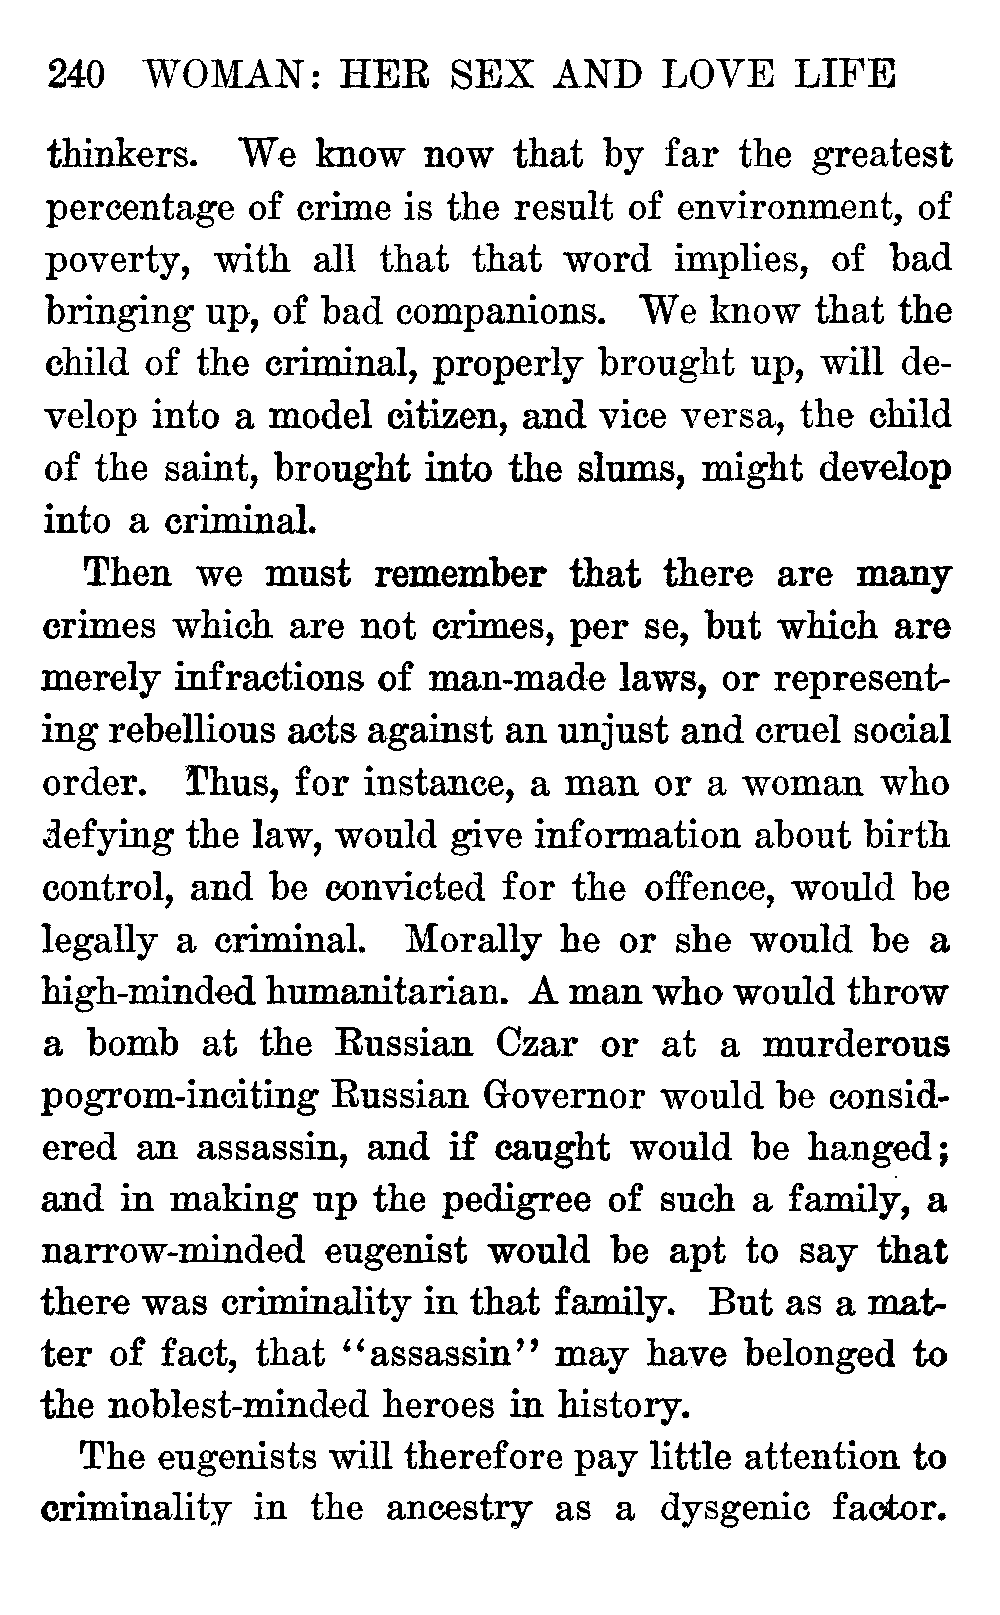 240 WOMAN: HER SEX AND LOVE LIFE
thinkers. We know now that by far the greatest
percentage of crime is the result of environment, of
poverty, with all that that word implies, of bad
bringing up, of bad companions. We know that the
child of the criminal, properly brought up, will de-
velop into a model citizen, and vice versa, the child
of the saint, brought into the slums, might develop
into a criminal.
Then we must remember that there are many
crimes which are not crimes, per se, but which are
merely infractions of man-made laws, or represent-
ing rebellious acts against an unjust and cruel social
order. Thus, for instance, a man or a woman who
defying the law, would give information about birth
control, and be convicted for the offence, would be
legally a criminal. Morally he or she would be a
high-minded humanitarian. A man who would throw
a bomb at the Russian Czar or at a murderous
pogrom-inciting Russian Governor would be consid-
ered an assassin, and if caught would be hanged;
and in making up the pedigree of such a family, a
narrow-minded eugenist would be apt to say that
there was criminality in that family. But as a mat-
ter of fact, that "assassin" may have belonged to
the noblest-minded heroes in history.
The eugenists will therefore pay little attention to
criminality in the ancestry as a dysgenic factor.